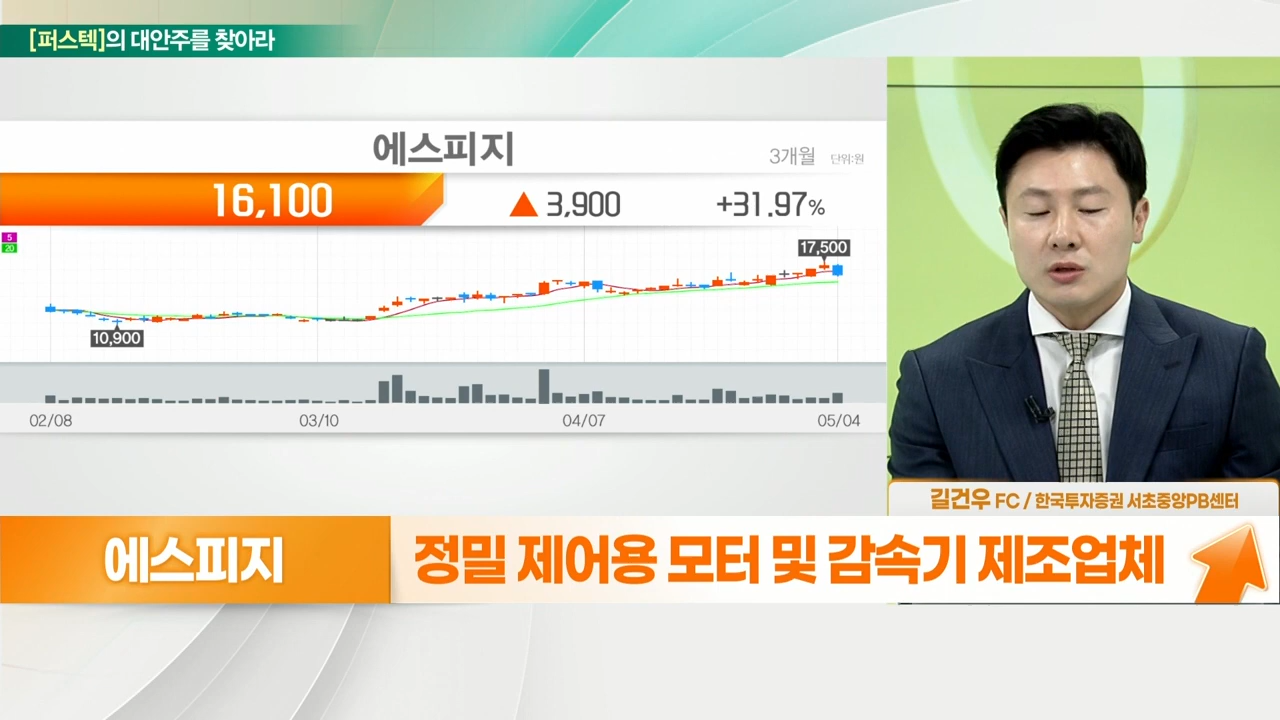 [퍼스텍]의 대안주를 찾아라
에스피지
3개월 단위:원
16,100 ▲ 3,900 +31.97%
5
20
17,500
10,900
02/08 03/10 04/07 05/04
길건우 FC / 한국투자증권 서초중앙PB센터
에스피지 정밀 제어용 모터 및 감속기 제조업체